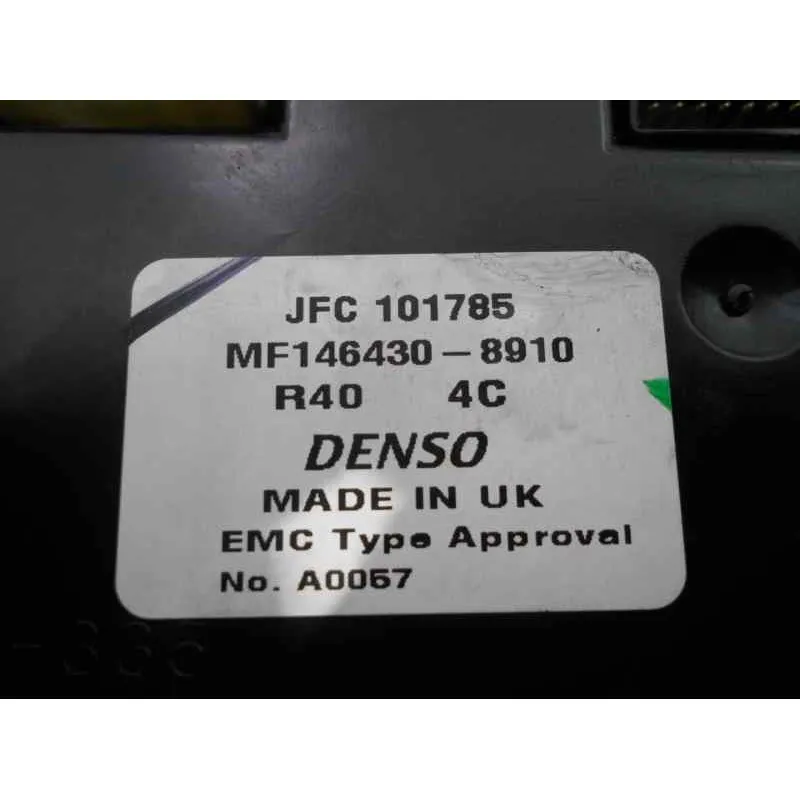 JFC 101785
MF146430-8910
R40 4C
DENSO
MADE IN UK
EMC Type Approval
No. A0057